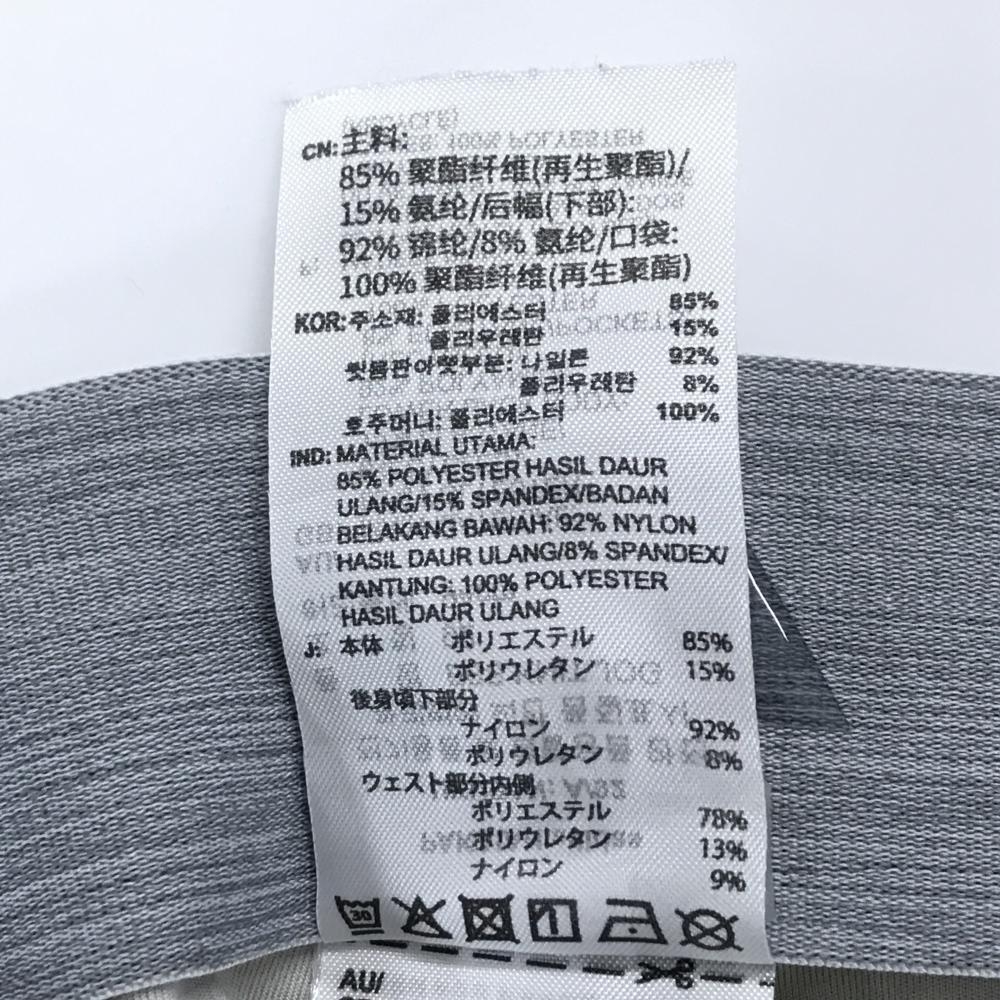 CN: 主料:
85% 聚酯纤维(再生聚酯)/
15% 氨纶/后幅(下部):
92% 锦纶/8% 氨纶/口袋:
100% 聚酯纤维(再生聚酯)
KOR: 주소재: 폴리에스터 85%
폴리우레탄 15%
뒷몸판아랫부분: 나일론 92%
폴리우레탄 8%
호주머니: 폴리에스터 100%
IND: MATERIAL UTAMA:
85% POLYESTER HASIL DAUR
ULANG/15% SPANDEX/BADAN
BELAKANG BAWAH: 92% NYLON
HASIL DAUR ULANG/8% SPANDEX/
KANTUNG: 100% POLYESTER
HASIL DAUR ULANG
J: 本体 ポリエステル 85%
ポリウレタン 15%
後身頃下部分
ナイロン 92%
ポリウレタン 8%
ウェスト部分内側
ポリエステル 78%
ポリウレタン 13%
ナイロン 9%
30
AU/